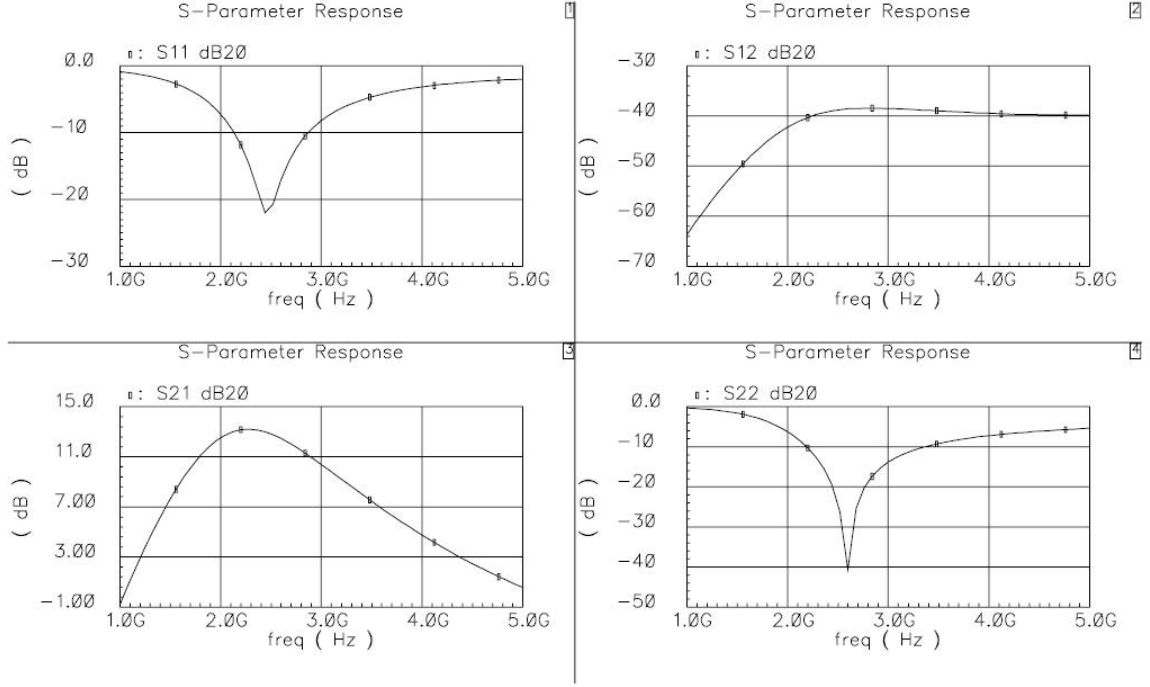 S-Parameter Response 1
▯: S11 dB20
0.0
-10
-20
-30
( dB )
1.0G 2.0G 3.0G 4.0G 5.0G
freq ( Hz )
S-Parameter Response 2
▯: S12 dB20
-30
-40
-50
-60
-70
( dB )
1.0G 2.0G 3.0G 4.0G 5.0G
freq ( Hz )
S-Parameter Response 3
▯: S21 dB20
15.0
11.0
7.00
3.00
-1.00
( dB )
1.0G 2.0G 3.0G 4.0G 5.0G
freq ( Hz )
S-Parameter Response 4
▯: S22 dB20
0.0
-10
-20
-30
-40
-50
( dB )
1.0G 2.0G 3.0G 4.0G 5.0G
freq ( Hz )